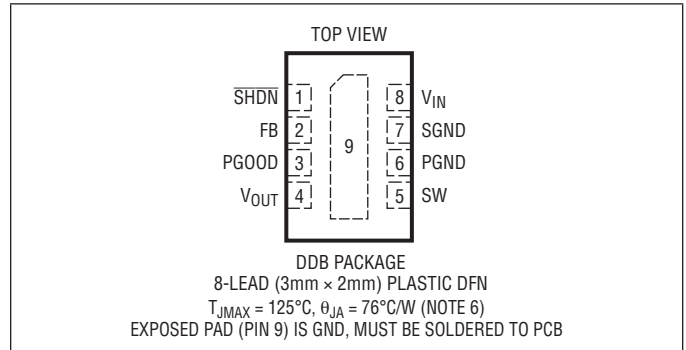 TOP VIEW
S̅H̅D̅N̅ 1
8 VIN
FB 2
7 SGND
9
PGOOD 3
6 PGND
VOUT 4
5 SW
DDB PACKAGE
8-LEAD (3mm × 2mm) PLASTIC DFN
TJMAX = 125°C, θJA = 76°C/W (NOTE 6)
EXPOSED PAD (PIN 9) IS GND, MUST BE SOLDERED TO PCB